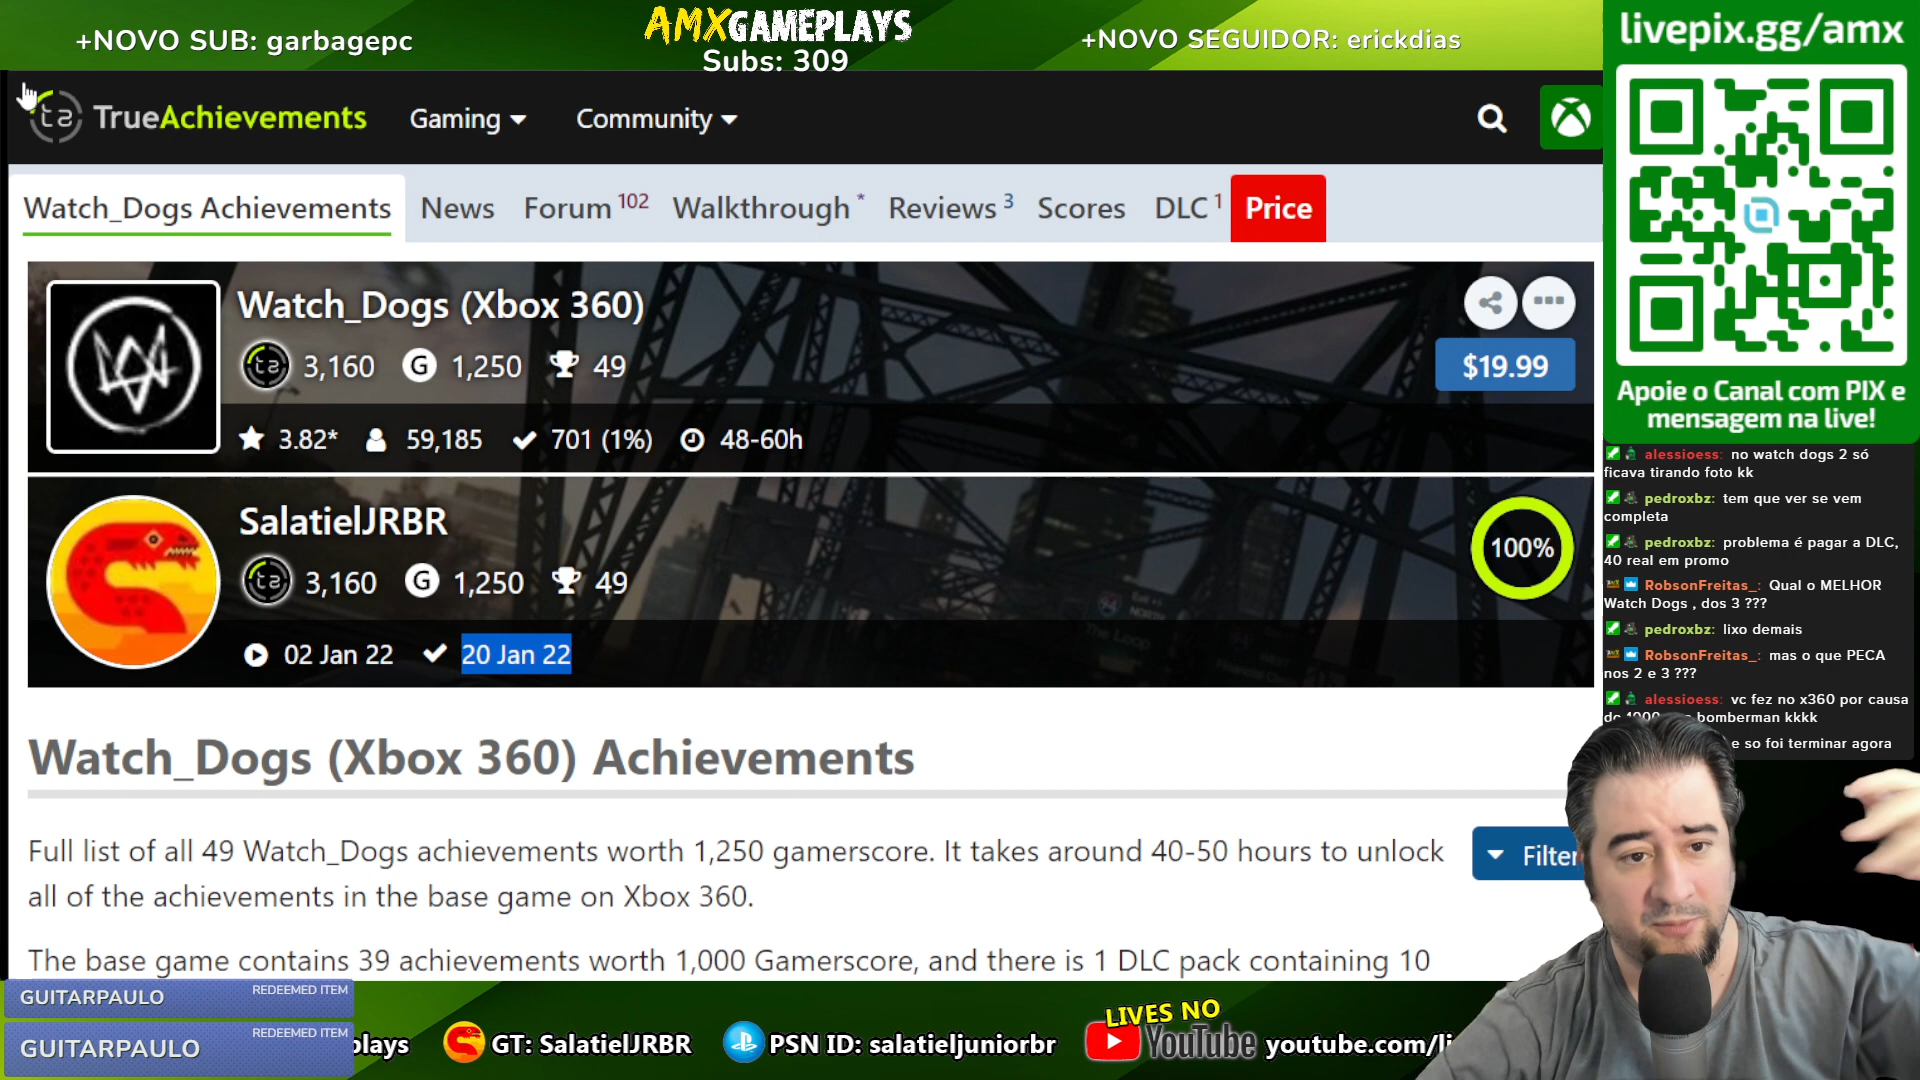 +NOVO SUB: garbagepc
AMXGAMEPLAYS
Subs: 309
+NOVO SEGUIDOR: erickdias
livepix.gg/amx
ta TrueAchievements
Gaming
Community
Watch_Dogs Achievements
News
Forum 102
Walkthrough *
Reviews 3
Scores
DLC 1
Price
Watch_Dogs (Xbox 360)
ta 3,160 G 1,250 49
$19.99
3.82* 59,185 701 (1%) 48-60h
SalatielJRBR
ta 3,160 G 1,250 49
100%
02 Jan 22 20 Jan 22
Watch_Dogs (Xbox 360) Achievements
Full list of all 49 Watch_Dogs achievements worth 1,250 gamerscore. It takes around 40-50 hours to unlock
all of the achievements in the base game on Xbox 360.
Filter
The base game contains 39 achievements worth 1,000 Gamerscore, and there is 1 DLC pack containing 10
Apoie o Canal com PIX e
mensagem na live!
alessioess: no watch dogs 2 só
ficava tirando foto kk
pedroxbz: tem que ver se vem
completa
pedroxbz: problema é pagar a DLC,
40 real em promo
RobsonFreitas_: Qual o MELHOR
Watch Dogs , dos 3 ???
pedroxbz: lixo demais
RobsonFreitas_: mas o que PECA
nos 2 e 3 ???
alessioess: vc fez no x360 por causa
bomberman kkkk
e so foi terminar agora
GUITARPAULO REDEEMED ITEM
GUITARPAULO REDEEMED ITEM
plays
GT: SalatielJRBR
PSN ID: salatieljuniorbr
LIVES NO
YouTube
youtube.com/li